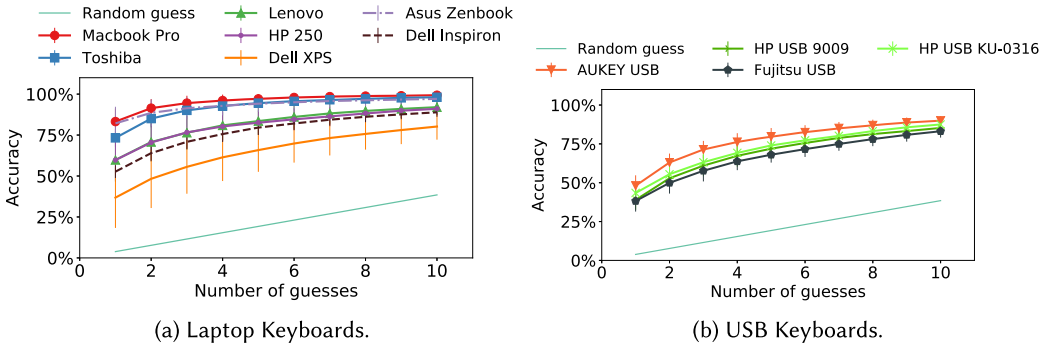 Random guess
Macbook Pro
Toshiba
Lenovo
HP 250
Dell XPS
Asus Zenbook
Dell Inspiron
100%
75%
50%
25%
0%
Accuracy
0 2 4 6 8 10
Number of guesses
(a) Laptop Keyboards.
Random guess
AUKEY USB
HP USB 9009
Fujitsu USB
HP USB KU-0316
100%
75%
50%
25%
0%
Accuracy
0 2 4 6 8 10
Number of guesses
(b) USB Keyboards.